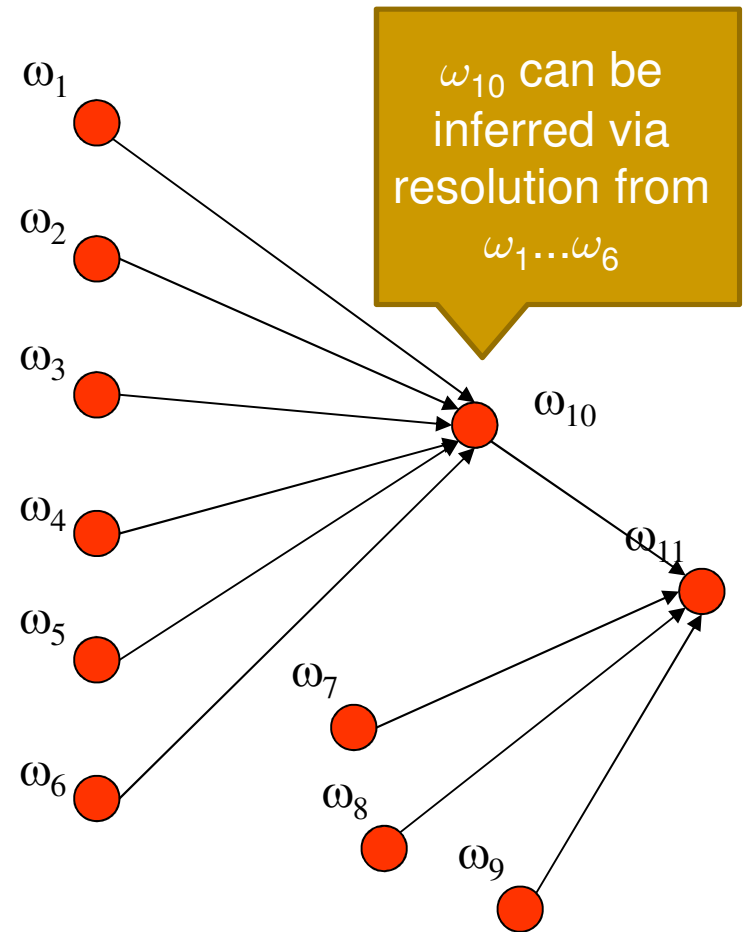 ω₁₀ can be
inferred via
resolution from
ω₁...ω₆
ω₁
ω₂
ω₃
ω₁₀
ω₄
ω₁₁
ω₅
ω₇
ω₆
ω₈
ω₉